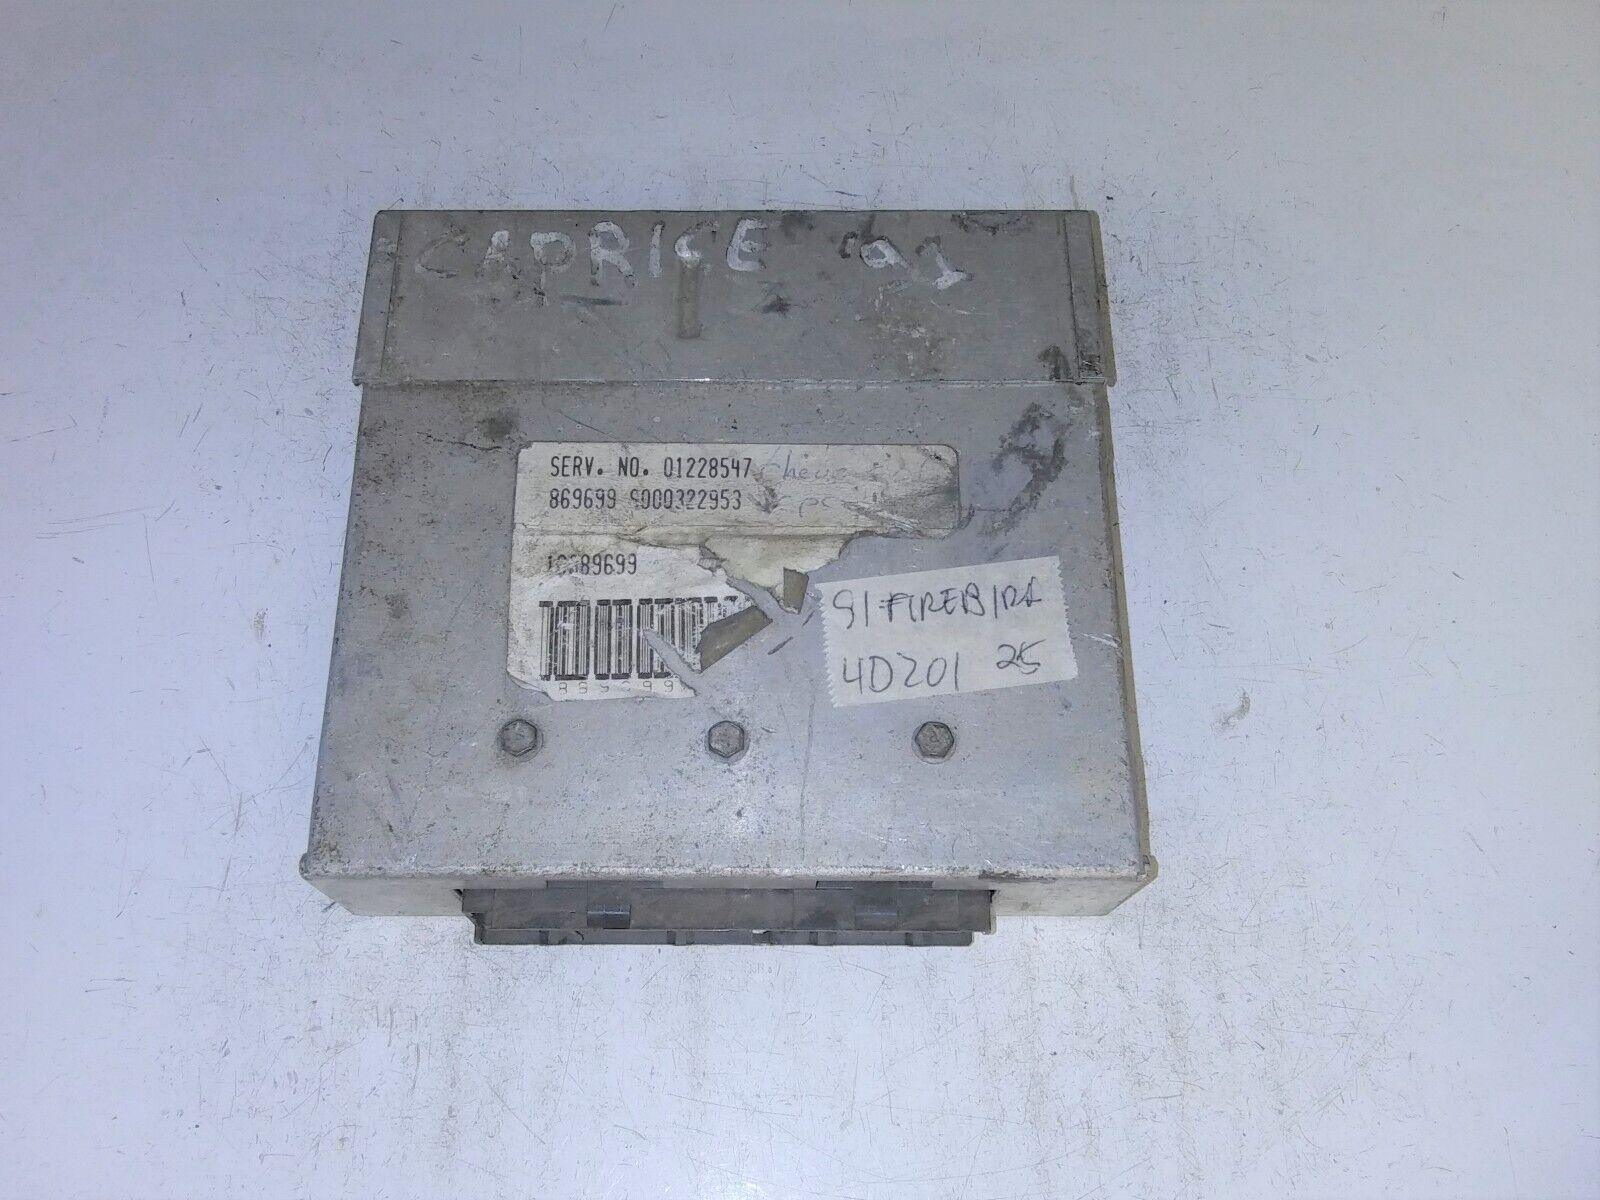 CAPRICE 91
SERV. NO. 01228547
869699 S000322953
91 FIREBIRD
4D201 25